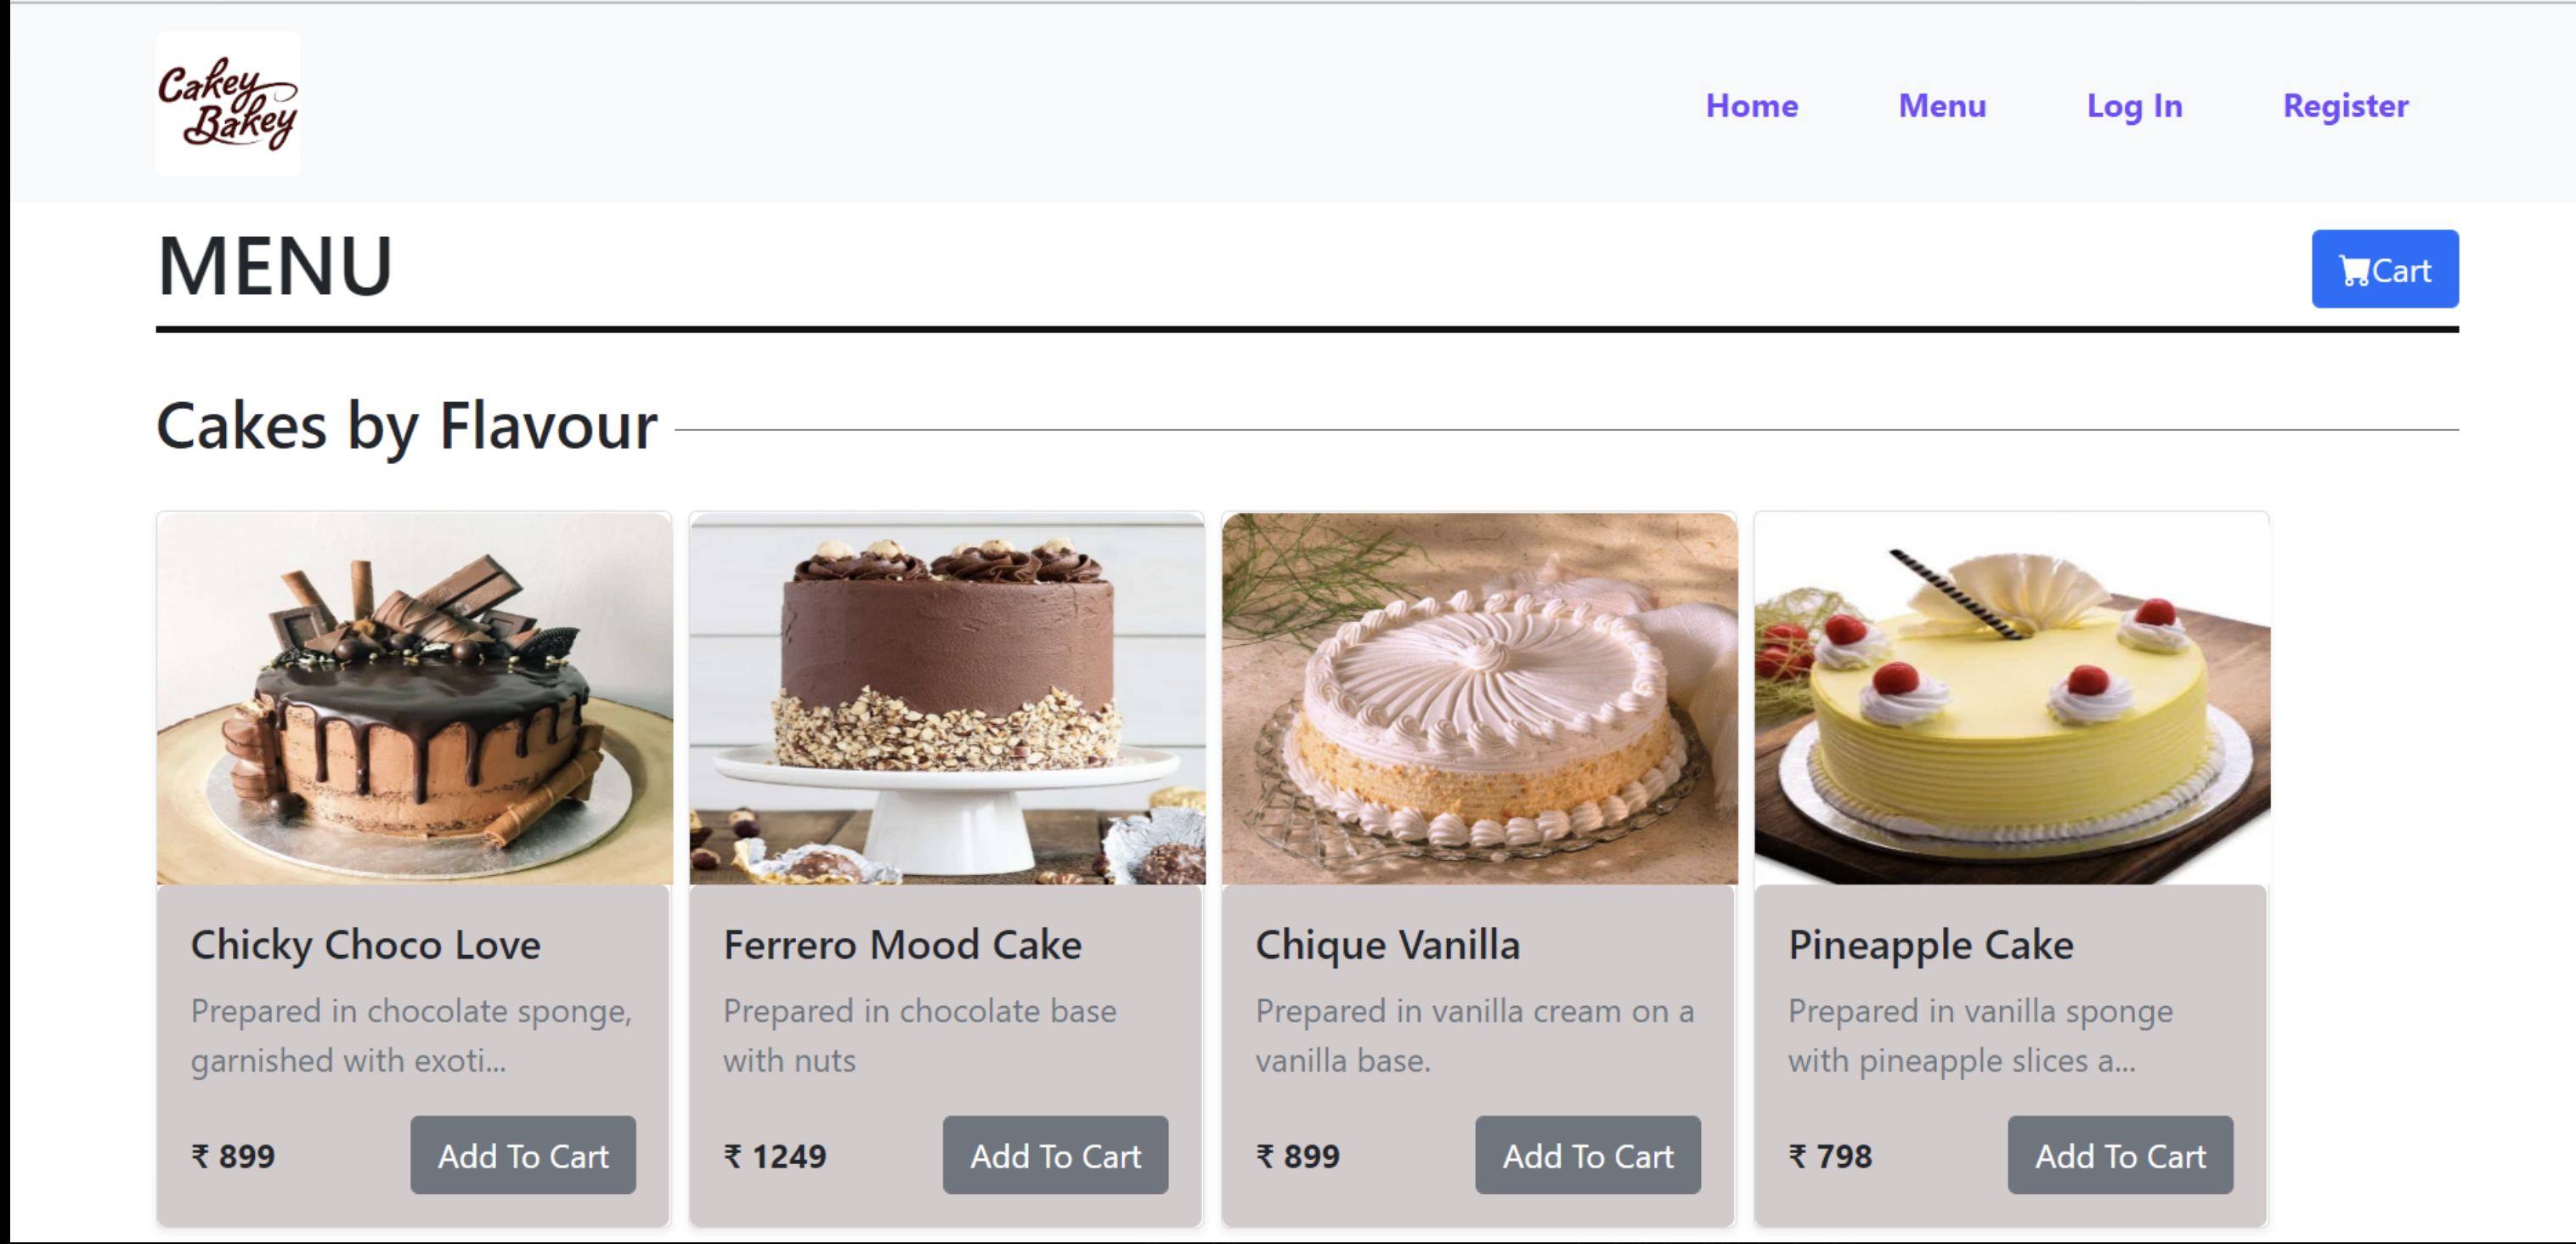 Cakey
Bakey
Home
Menu
Log In
Register
MENU
Cart
Cakes by Flavour
Chicky Choco Love
Prepared in chocolate sponge,
garnished with exoti...
₹ 899
Add To Cart
Ferrero Mood Cake
Prepared in chocolate base
with nuts
₹ 1249
Add To Cart
Chique Vanilla
Prepared in vanilla cream on a
vanilla base.
₹ 899
Add To Cart
Pineapple Cake
Prepared in vanilla sponge
with pineapple slices a...
₹ 798
Add To Cart